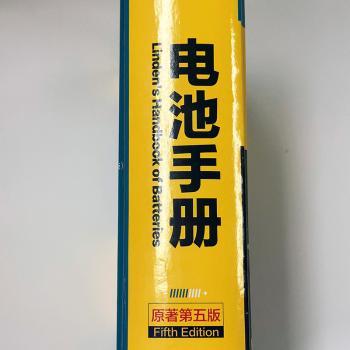 电池手册
Linden's Handbook of Batteries
原著第五版
Fifth Edition